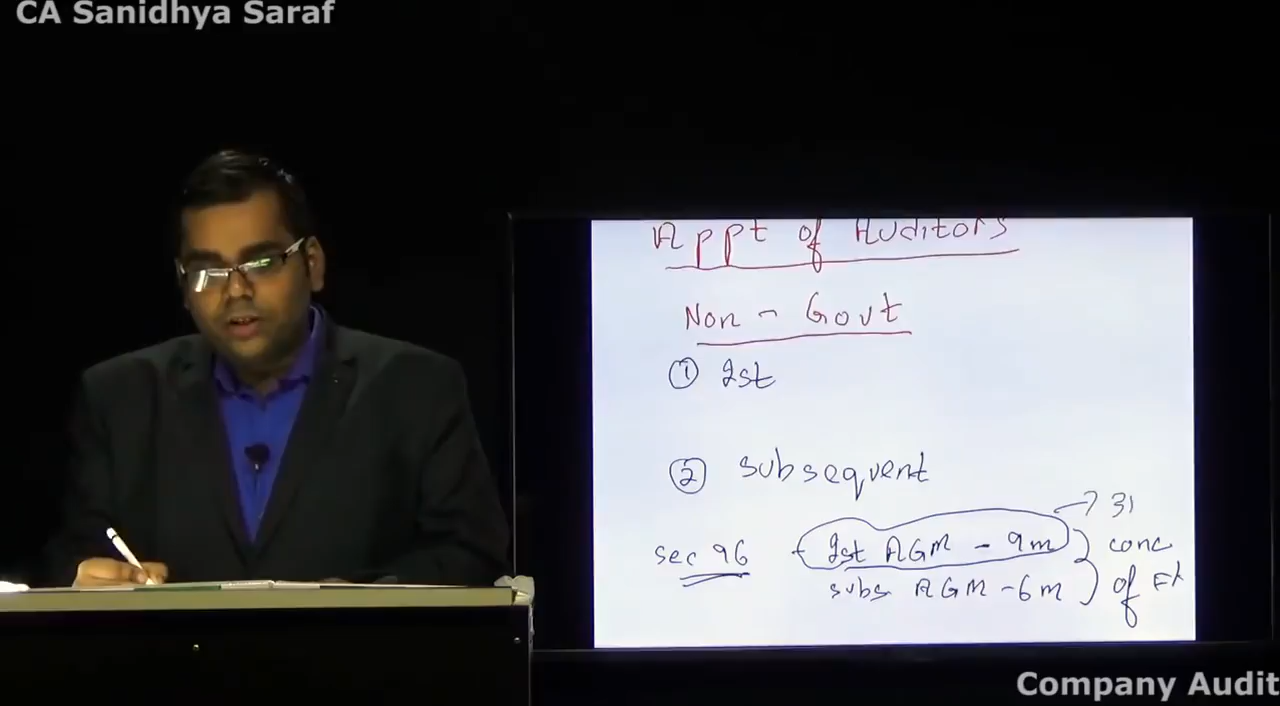 CA Sanidhya Saraf
Appt of Auditors
Non - Govt
① 1st
② subsequent
→ 31
sec 96 1st AGM - 9m } conc
subs AGM - 6m } of FY
Company Audit